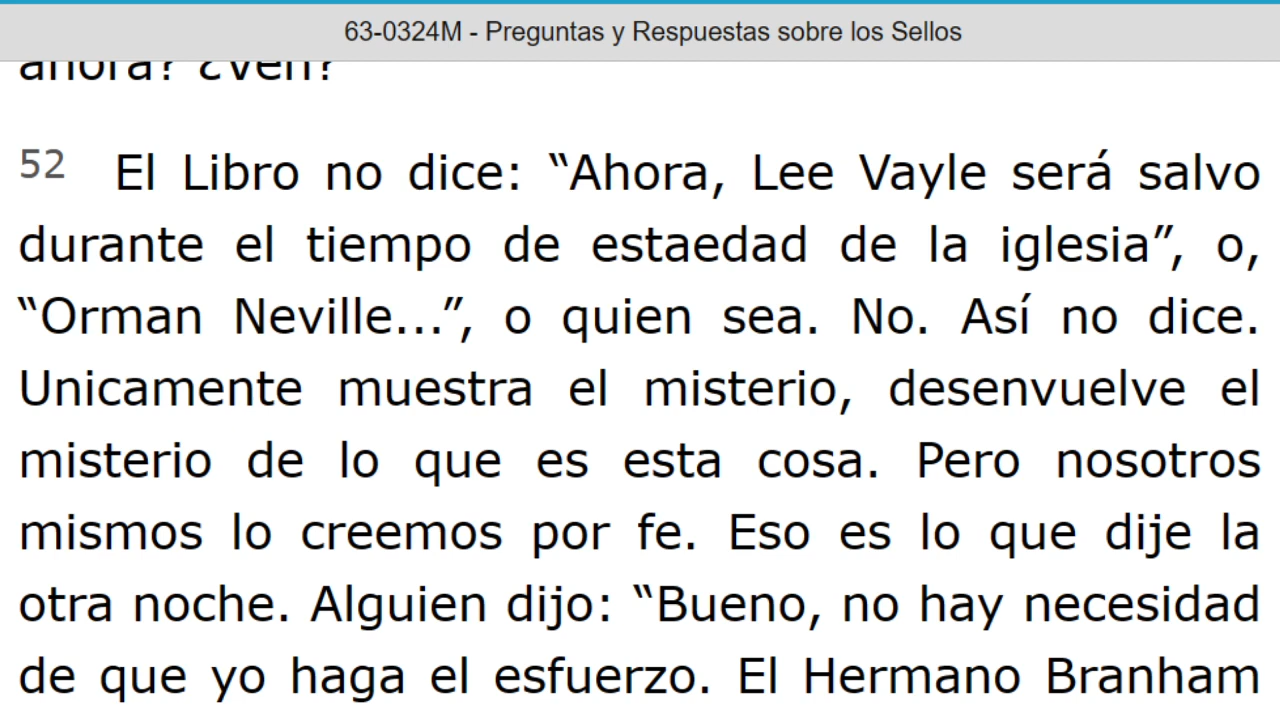 63-0324M - Preguntas y Respuestas sobre los Sellos
ahora? ¿Ven?
52 El Libro no dice: “Ahora, Lee Vayle será salvo
durante el tiempo de estaedad de la iglesia”, o,
“Orman Neville...”, o quien sea. No. Así no dice.
Unicamente muestra el misterio, desenvuelve el
misterio de lo que es esta cosa. Pero nosotros
mismos lo creemos por fe. Eso es lo que dije la
otra noche. Alguien dijo: “Bueno, no hay necesidad
de que yo haga el esfuerzo. El Hermano Branham